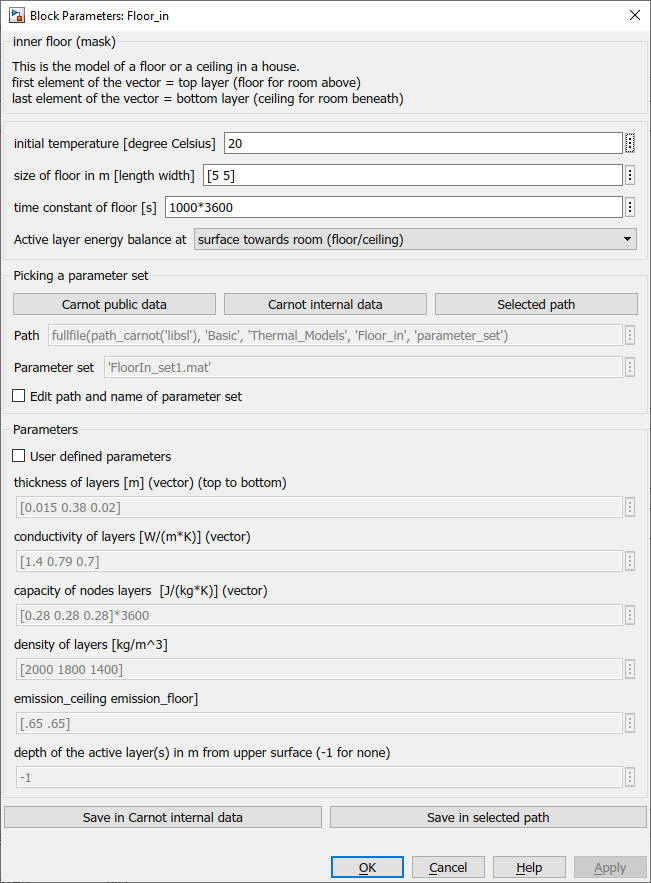 Block Parameters: Floor_in
inner floor (mask)
This is the model of a floor or a ceiling in a house.
first element of the vector = top layer (floor for room above)
last element of the vector = bottom layer (ceiling for room beneath)
initial temperature [degree Celsius] 20
size of floor in m [length width] [5 5]
time constant of floor [s] 1000*3600
Active layer energy balance at surface towards room (floor/ceiling)
Picking a parameter set
Carnot public data Carnot internal data Selected path
Path fullfile(path_carnot('libsl'), 'Basic', 'Thermal_Models', 'Floor_in', 'parameter_set')
Parameter set 'FloorIn_set1.mat'
Edit path and name of parameter set
Parameters
User defined parameters
thickness of layers [m] (vector) (top to bottom)
[0.015 0.38 0.02]
conductivity of layers [W/(m*K)] (vector)
[1.4 0.79 0.7]
capacity of nodes layers [J/(kg*K)] (vector)
[0.28 0.28 0.28]*3600
density of layers [kg/m^3]
[2000 1800 1400]
emission_ceiling emission_floor]
[.65 .65]
depth of the active layer(s) in m from upper surface (-1 for none)
-1
Save in Carnot internal data Save in selected path
OK Cancel Help Apply